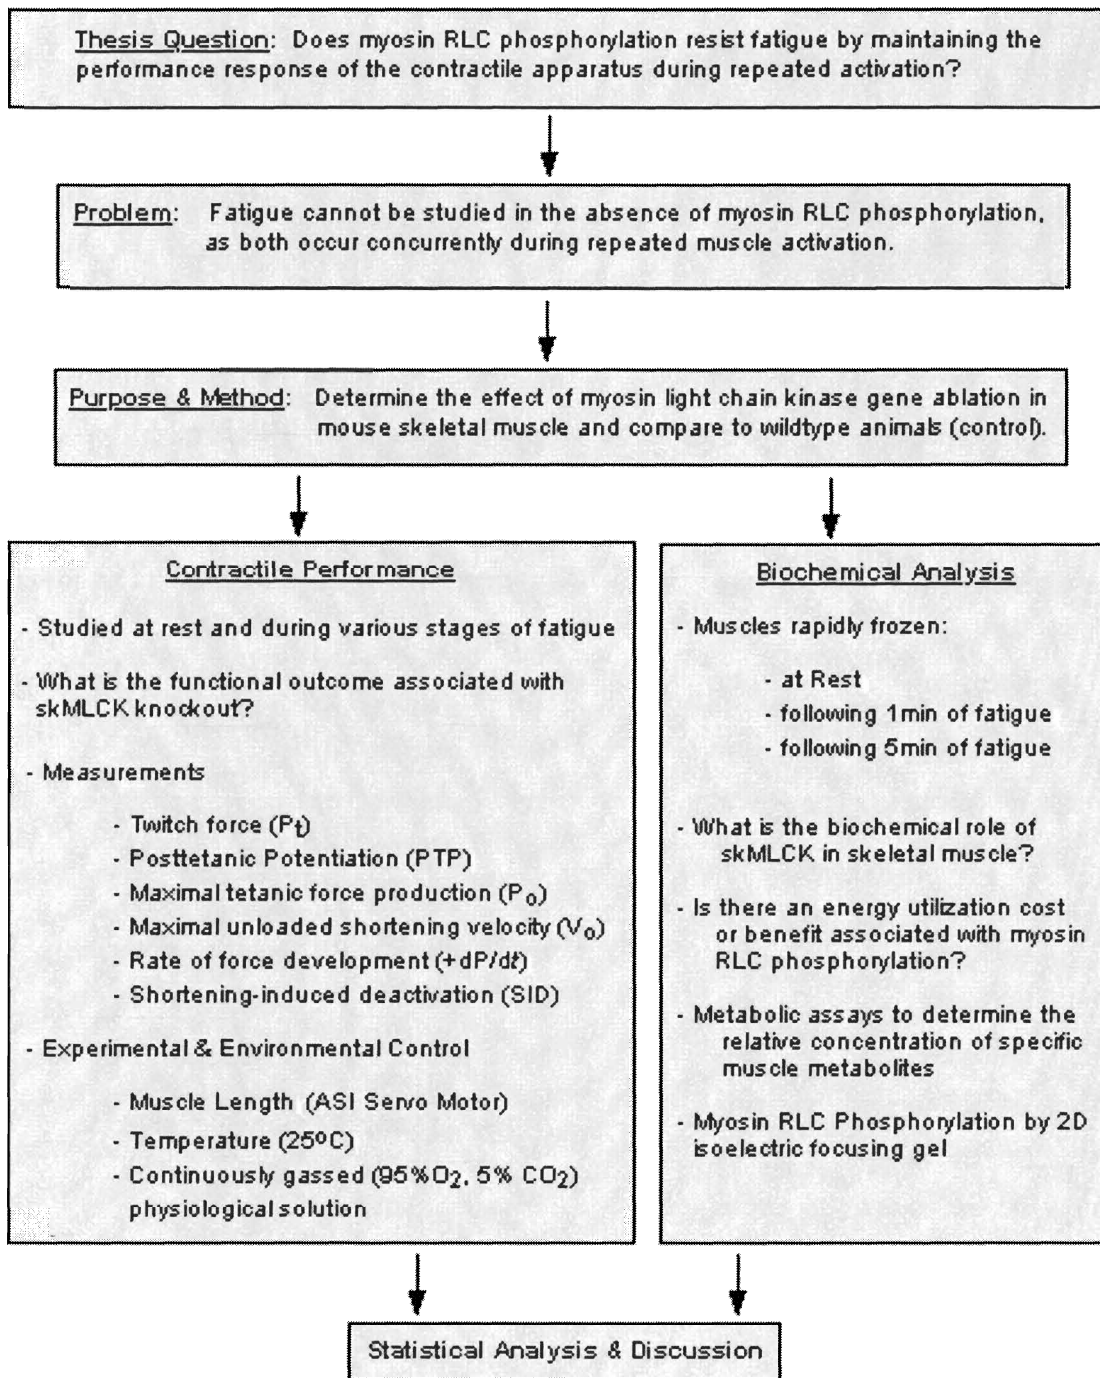 Thesis Question: Does myosin RLC phosphorylation resist fatigue by maintaining the
performance response of the contractile apparatus during repeated activation?
Problem: Fatigue cannot be studied in the absence of myosin RLC phosphorylation,
as both occur concurrently during repeated muscle activation.
Purpose & Method: Determine the effect of myosin light chain kinase gene ablation in
mouse skeletal muscle and compare to wildtype animals (control).
Contractile Performance
- Studied at rest and during various stages of fatigue
- What is the functional outcome associated with
skMLCK knockout?
- Measurements
- Twitch force (Pt)
- Posttetanic Potentiation (PTP)
- Maximal tetanic force production (Po)
- Maximal unloaded shortening velocity (Vo)
- Rate of force development (+dP/dt)
- Shortening-induced deactivation (SID)
- Experimental & Environmental Control
- Muscle Length (ASI Servo Motor)
- Temperature (25ºC)
- Continuously gassed (95%O2, 5% CO2)
physiological solution
Biochemical Analysis
- Muscles rapidly frozen:
- at Rest
- following 1min of fatigue
- following 5min of fatigue
- What is the biochemical role of
skMLCK in skeletal muscle?
- Is there an energy utilization cost
or benefit associated with myosin
RLC phosphorylation?
- Metabolic assays to determine the
relative concentration of specific
muscle metabolites
- Myosin RLC Phosphorylation by 2D
isoelectric focusing gel
Statistical Analysis & Discussion